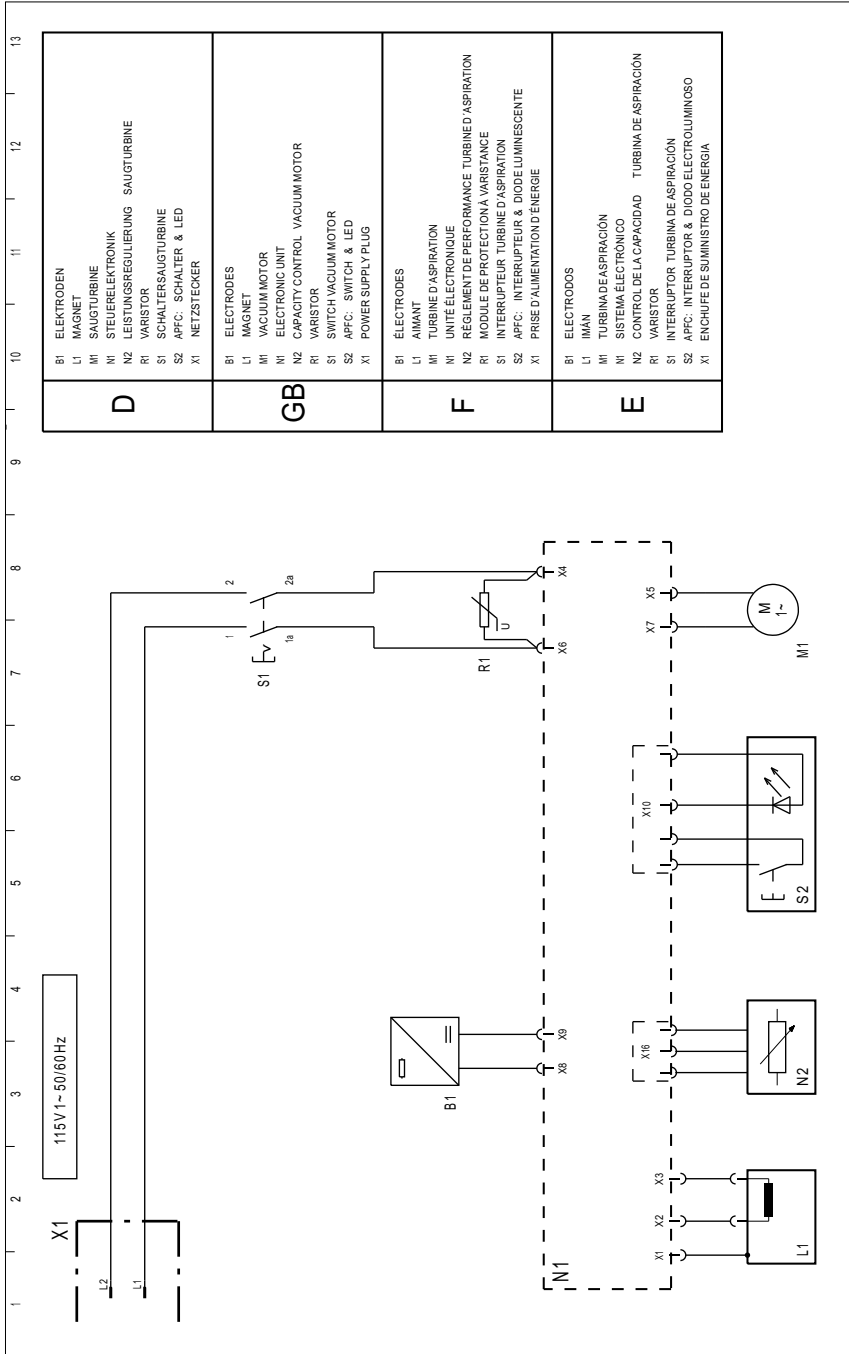 1 2 3 4 5 6 7 8 9 10 11 12 13
115V 1~ 50/60Hz
X1
L2
L1
S1
1
2
1a
2a
R1
U
B1
X8
X9
X6
X4
N1
X1
X2
X3
X16
X10
X7
X5
L1
N2
S2
M
1~
M1
D
B1 ELEKTRODEN
L1 MAGNET
M1 SAUGTURBINE
N1 STEUERELEKTRONIK
N2 LEISTUNGSREGULIERUNG SAUGTURBINE
R1 VARISTOR
S1 SCHALTERSAUGTURBINE
S2 APFC: SCHALTER & LED
X1 NETZSTECKER
GB
B1 ELECTRODES
L1 MAGNET
M1 VACUUM MOTOR
N1 ELECTRONIC UNIT
N2 CAPACITY CONTROL VACUUM MOTOR
R1 VARISTOR
S1 SWITCH VACUUM MOTOR
S2 APFC: SWITCH & LED
X1 POWER SUPPLY PLUG
F
B1 ÉLECTRODES
L1 AIMANT
M1 TURBINE D'ASPIRATION
N1 UNITÉ ÉLECTRONIQUE
N2 RÉGLEMENT DE PERFORMANCE TURBINE D'ASPIRATION
R1 MODULE DE PROTECTION À VARISTANCE
S1 INTERRUPTEUR TURBINE D'ASPIRATION
S2 APFC: INTERRUPTEUR & DIODE LUMINESCENTE
X1 PRISE D'ALIMENTATION D'ÉNERGIE
E
B1 ELECTRODOS
L1 IMÁN
M1 TURBINA DE ASPIRACIÓN
N1 SISTEMA ELECTRÓNICO
N2 CONTROL DE LA CAPACIDAD TURBINA DE ASPIRACIÓN
R1 VARISTOR
S1 INTERRUPTOR TURBINA DE ASPIRACIÓN
S2 APFC: INTERRUPTOR & DIODO ELECTROLUMINOSO
X1 ENCHUFE DE SUMINISTRO DE ENERGIA